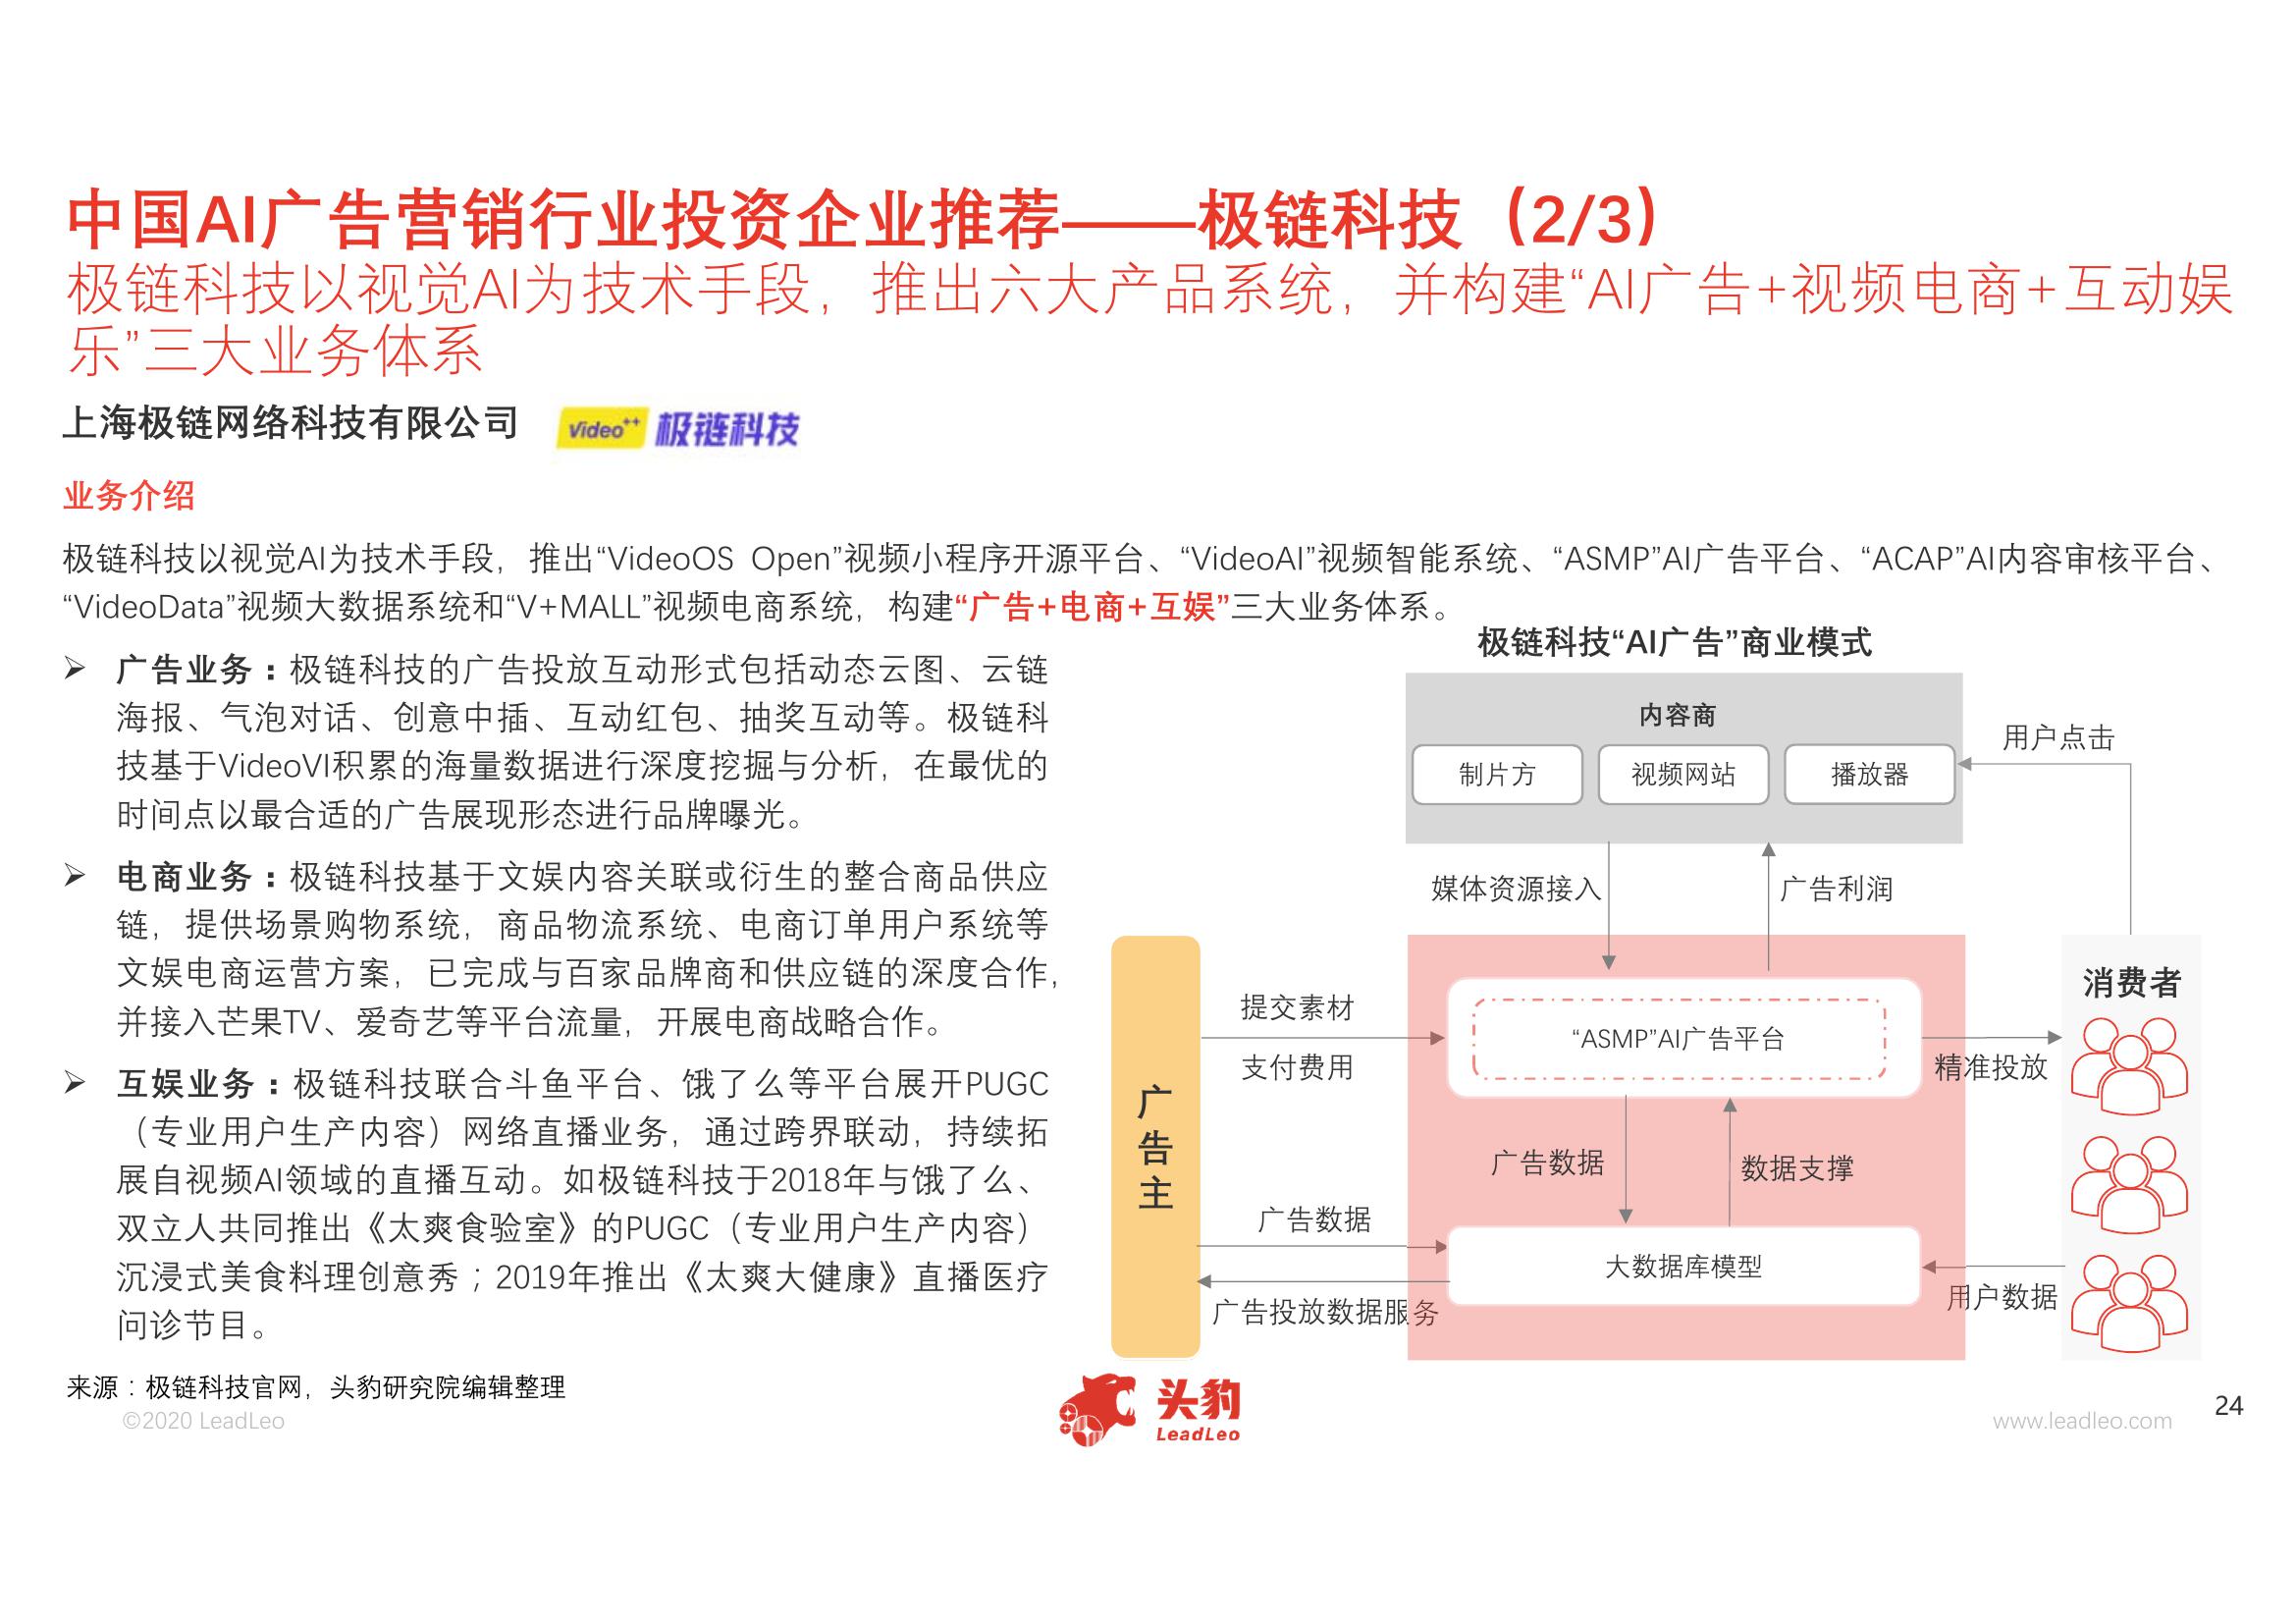 中国AI广告营销行业投资企业推荐——极链科技（2/3）
极链科技以视觉AI为技术手段，推出六大产品系统，并构建“AI广告+视频电商+互动娱
乐”三大业务体系
上海极链网络科技有限公司
Video++ 极链科技
业务介绍
极链科技以视觉AI为技术手段，推出“VideoOS Open”视频小程序开源平台、“VideoAI”视频智能系统、“ASMP”AI广告平台、“ACAP”AI内容审核平台、
“VideoData”视频大数据系统和“V+MALL”视频电商系统，构建“广告+电商+互娱”三大业务体系。
➢ 广告业务：极链科技的广告投放互动形式包括动态云图、云链
海报、气泡对话、创意中插、互动红包、抽奖互动等。极链科
技基于VideoVI积累的海量数据进行深度挖掘与分析，在最优的
时间点以最合适的广告展现形态进行品牌曝光。
➢ 电商业务：极链科技基于文娱内容关联或衍生的整合商品供应
链，提供场景购物系统，商品物流系统、电商订单用户系统等
文娱电商运营方案，已完成与百家品牌商和供应链的深度合作，
并接入芒果TV、爱奇艺等平台流量，开展电商战略合作。
➢ 互娱业务：极链科技联合斗鱼平台、饿了么等平台展开PUGC
（专业用户生产内容）网络直播业务，通过跨界联动，持续拓
展自视频AI领域的直播互动。如极链科技于2018年与饿了么、
双立人共同推出《太爽食验室》的PUGC（专业用户生产内容）
沉浸式美食料理创意秀；2019年推出《太爽大健康》直播医疗
问诊节目。
极链科技“AI广告”商业模式
内容商
制片方
视频网站
播放器
用户点击
媒体资源接入
广告利润
广告主
提交素材
支付费用
“ASMP”AI广告平台
精准投放
消费者
广告数据
数据支撑
广告数据
大数据库模型
广告投放数据服务
用户数据
来源：极链科技官网，头豹研究院编辑整理
©2020 LeadLeo
头豹
LeadLeo
www.leadleo.com
24